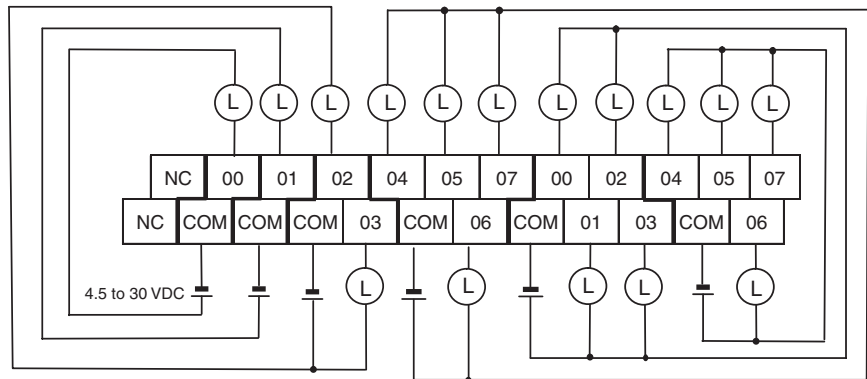 L L L L L L L L L L L
NC 00 01 02 04 05 07 00 02 04 05 07
NC COM COM COM 03 COM 06 COM 01 03 COM 06
4.5 to 30 VDC
L L L L L